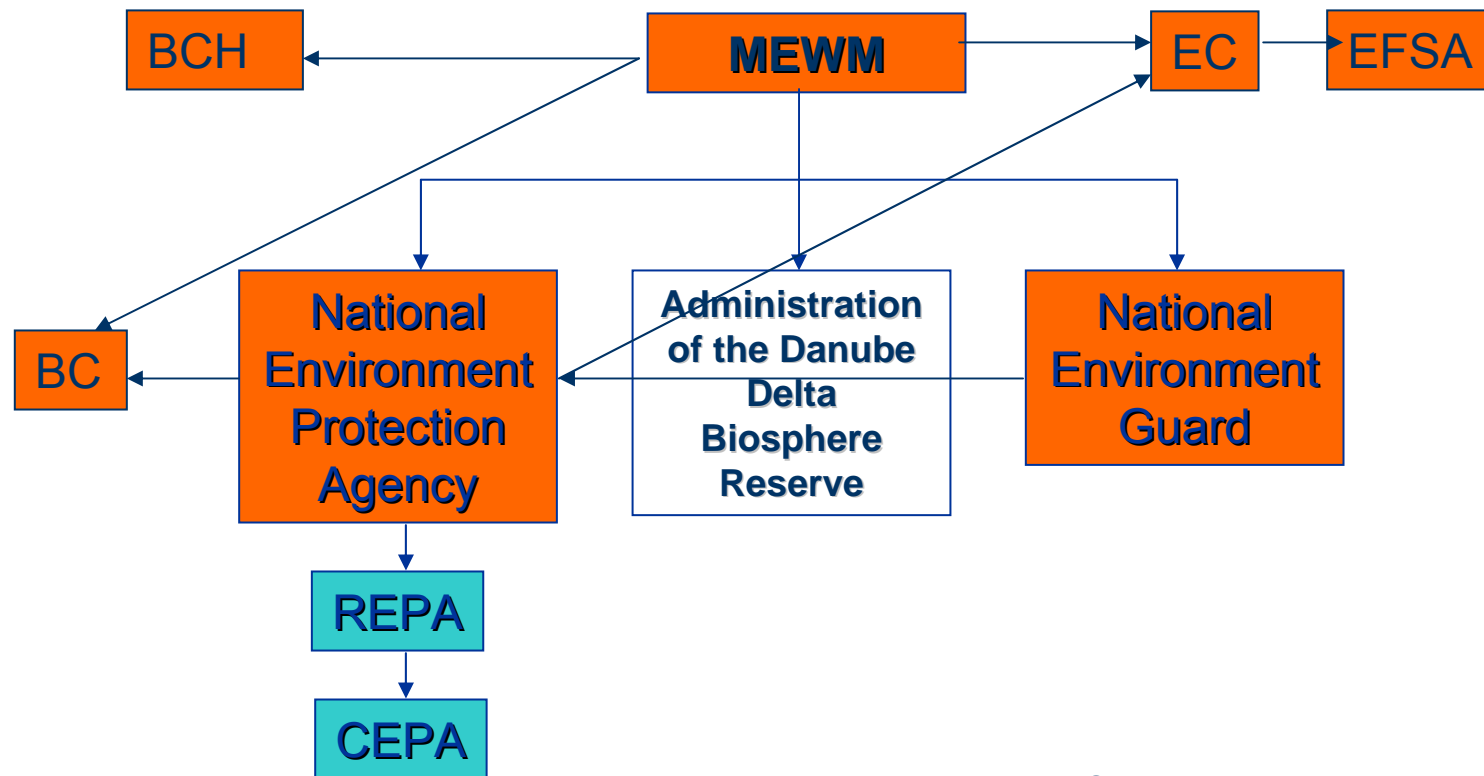 BCH
MEWM
EC
EFSA
BC
National
Environment
Protection
Agency
Administration
of the Danube
Delta
Biosphere
Reserve
National
Environment
Guard
REPA
CEPA